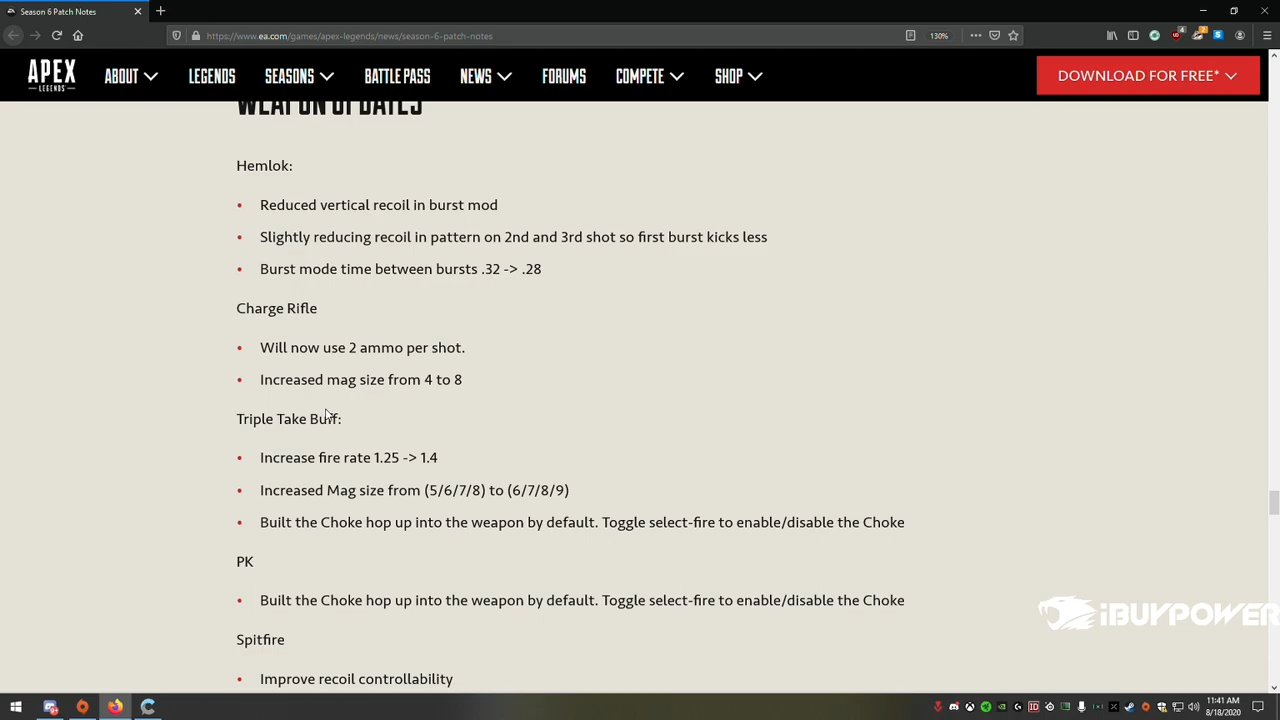 Season 6 Patch Notes
https://www.ea.com/games/apex-legends/news/season-6-patch-notes
130%
APEX
LEGENDS
ABOUT
LEGENDS
SEASONS
BATTLE PASS
NEWS
FORUMS
COMPETE
SHOP
DOWNLOAD FOR FREE*
WEAPON UPDATES
Hemlok:
• Reduced vertical recoil in burst mod
• Slightly reducing recoil in pattern on 2nd and 3rd shot so first burst kicks less
• Burst mode time between bursts .32 -> .28
Charge Rifle
• Will now use 2 ammo per shot.
• Increased mag size from 4 to 8
Triple Take Buff:
• Increase fire rate 1.25 -> 1.4
• Increased Mag size from (5/6/7/8) to (6/7/8/9)
• Built the Choke hop up into the weapon by default. Toggle select-fire to enable/disable the Choke
PK
• Built the Choke hop up into the weapon by default. Toggle select-fire to enable/disable the Choke
iBUYPOWER
Spitfire
• Improve recoil controllability
11:41 AM
8/18/2020